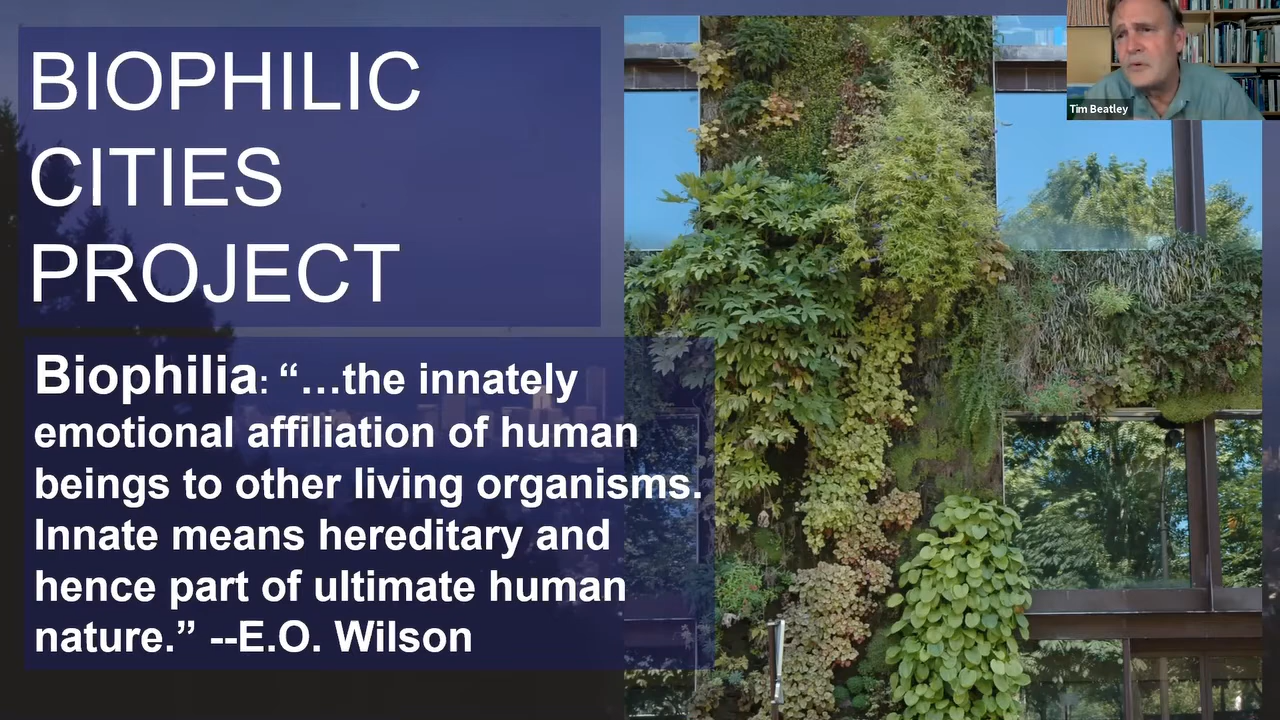 BIOPHILIC
CITIES
PROJECT
Biophilia: “…the innately
emotional affiliation of human
beings to other living organisms.
Innate means hereditary and
hence part of ultimate human
nature.” --E.O. Wilson
Tim Beatley